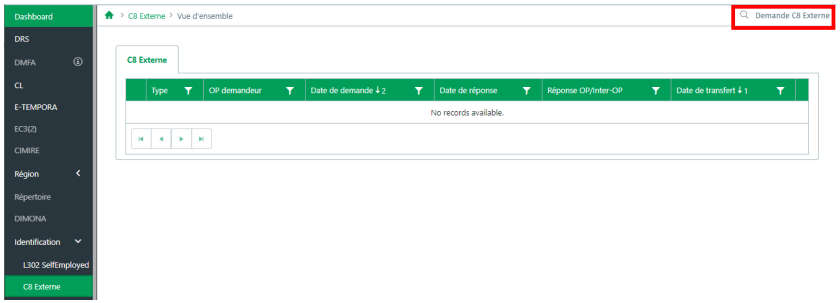 Dashboard
DRS
DMFA
CL
E-TEMPORA
EC3(2)
CIMIRE
Région
Répertoire
DIMONA
Identification
L302 SelfEmployed
C8 Externe
C8 Externe > Vue d'ensemble
Demande C8 Externe
C8 Externe
Type OP demandeur Date de demande ↓2 Date de réponse Réponse OP/Inter-OP Date de transfert ↓1
No records available.